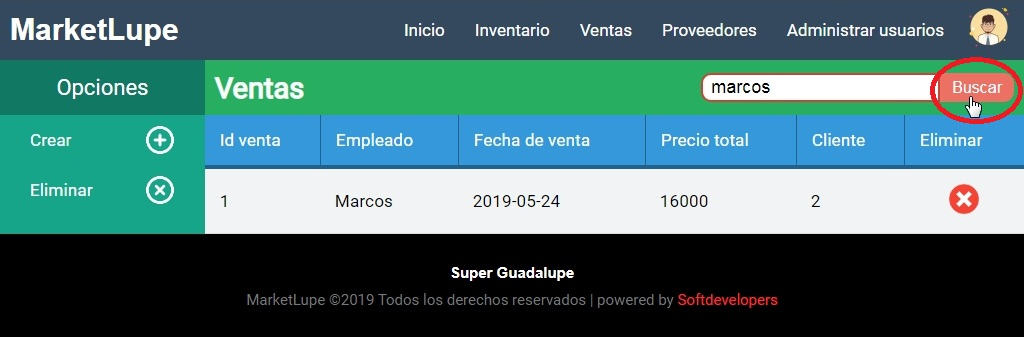 MarketLupe
Inicio Inventario Ventas Proveedores Administrar usuarios
Opciones
Ventas
marcos
Buscar
Crear
Eliminar
Id venta Empleado Fecha de venta Precio total Cliente Eliminar
1 Marcos 2019-05-24 16000 2
Super Guadalupe
MarketLupe ©2019 Todos los derechos reservados | powered by Softdevelopers